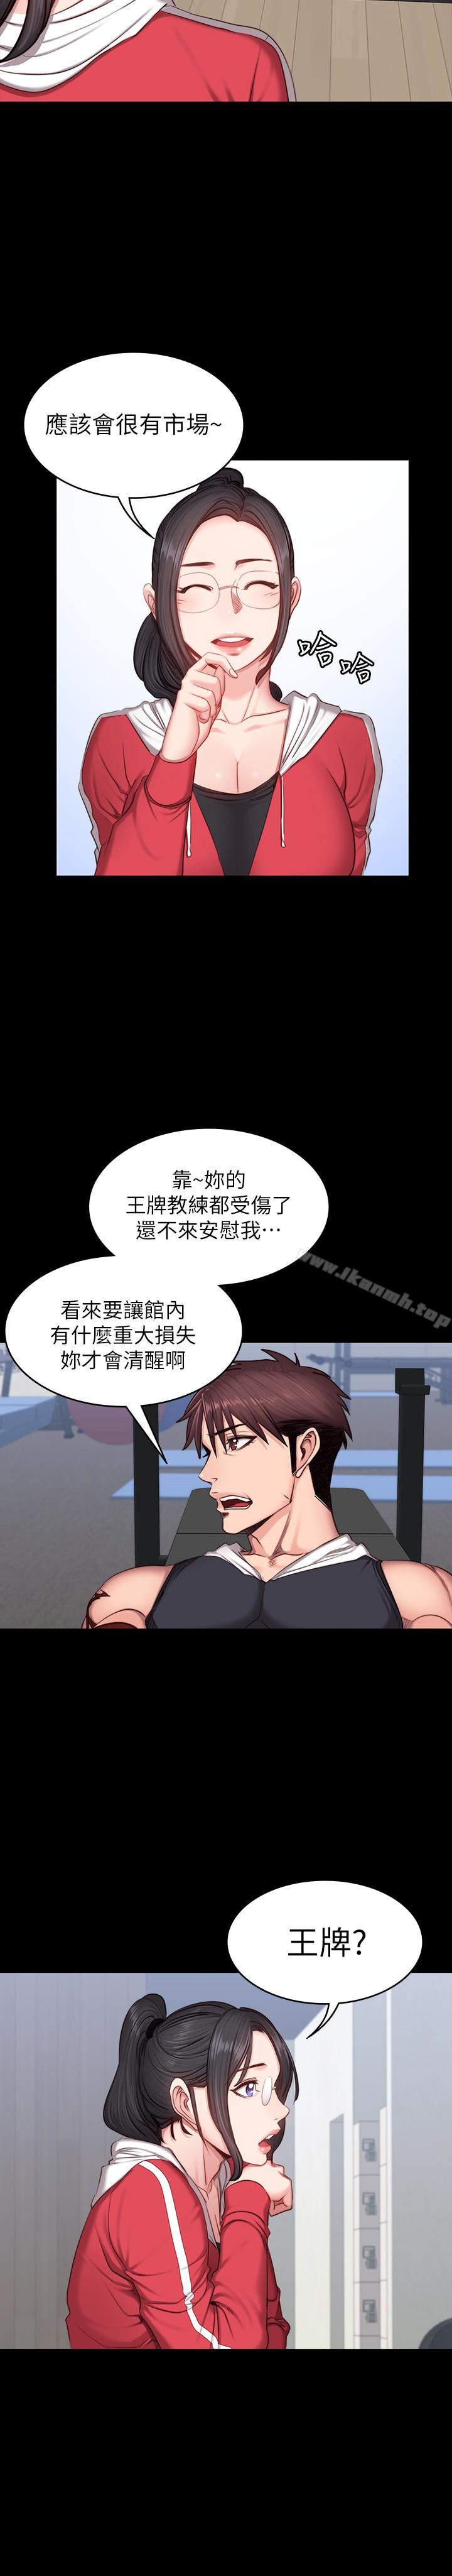 應該會很有市場~
哈哈
靠~妳的
王牌教練都受傷了
還不來安慰我…
www.ikanmh.top
看來要讓館內
有什麼重大損失
妳才會清醒啊
王牌?